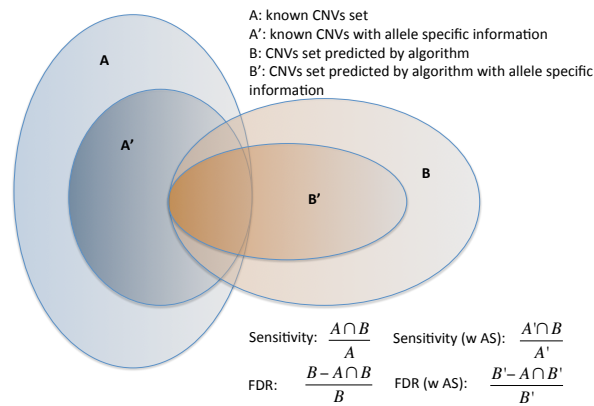 A: known CNVs set
A’: known CNVs with allele specific information
B: CNVs set predicted by algorithm
B’: CNVs set predicted by algorithm with allele specific
information
A
A’
B
B’
Sensitivity: A∩B / A    Sensitivity (w AS): A'∩B / A'
FDR: B − A∩B / B    FDR (w AS): B'− A∩B' / B'